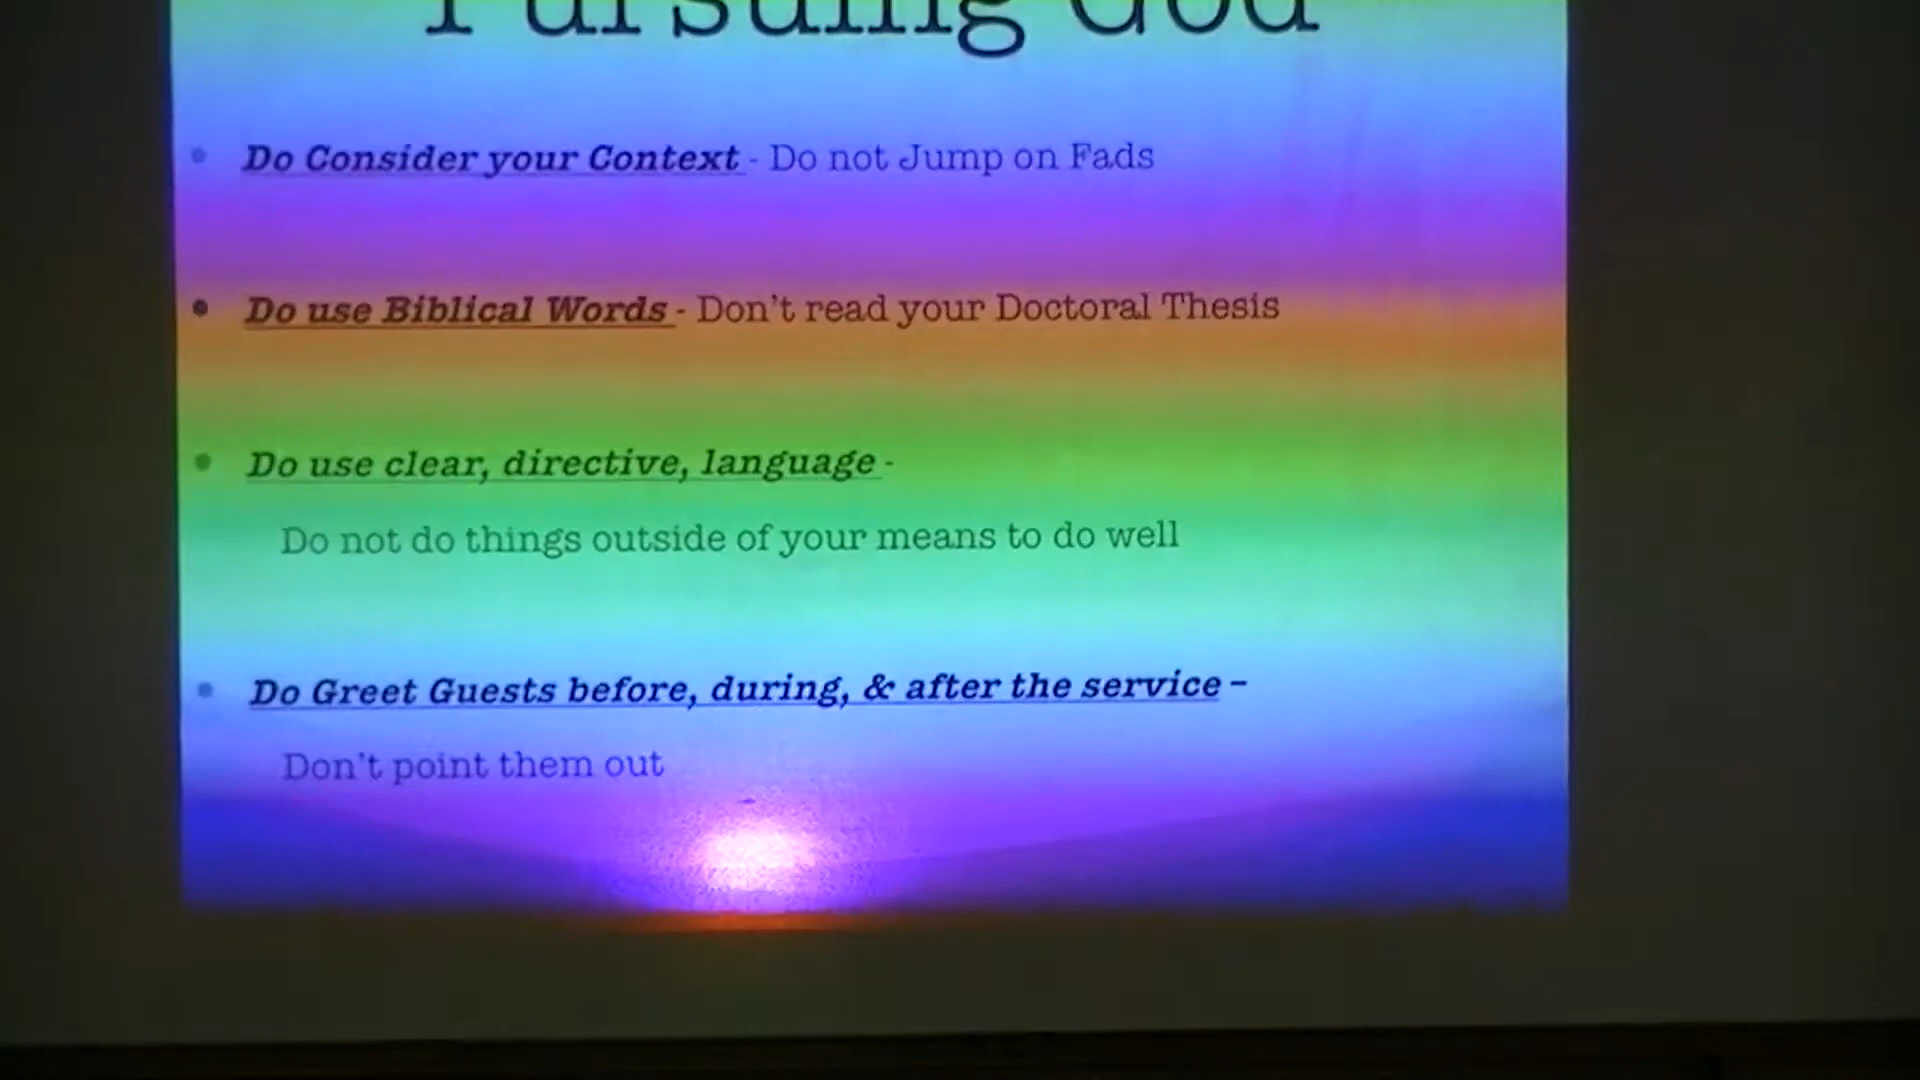 Pursuing God
• Do Consider your Context - Do not Jump on Fads
• Do use Biblical Words - Don't read your Doctoral Thesis
• Do use clear, directive, language -
Do not do things outside of your means to do well
• Do Greet Guests before, during, & after the service –
Don't point them out